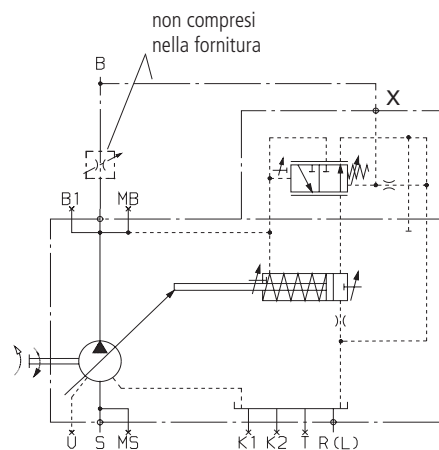 non compresi
nella fornitura
B
X
B1 MB
U S MS K1 K2 T R(L)